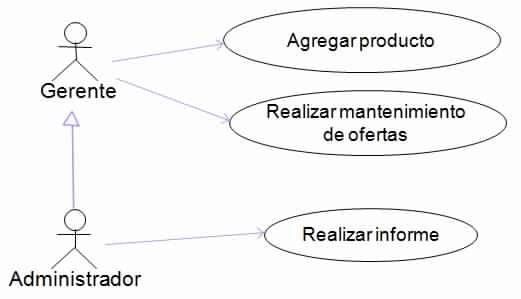 Agregar producto
Gerente
Realizar mantenimiento
de ofertas
Realizar informe
Administrador